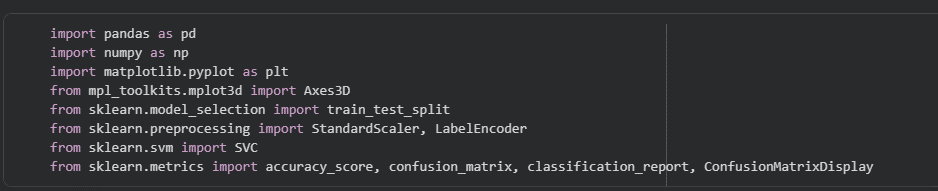 import pandas as pd
import numpy as np
import matplotlib.pyplot as plt
from mpl_toolkits.mplot3d import Axes3D
from sklearn.model_selection import train_test_split
from sklearn.preprocessing import StandardScaler, LabelEncoder
from sklearn.svm import SVC
from sklearn.metrics import accuracy_score, confusion_matrix, classification_report, ConfusionMatrixDisplay